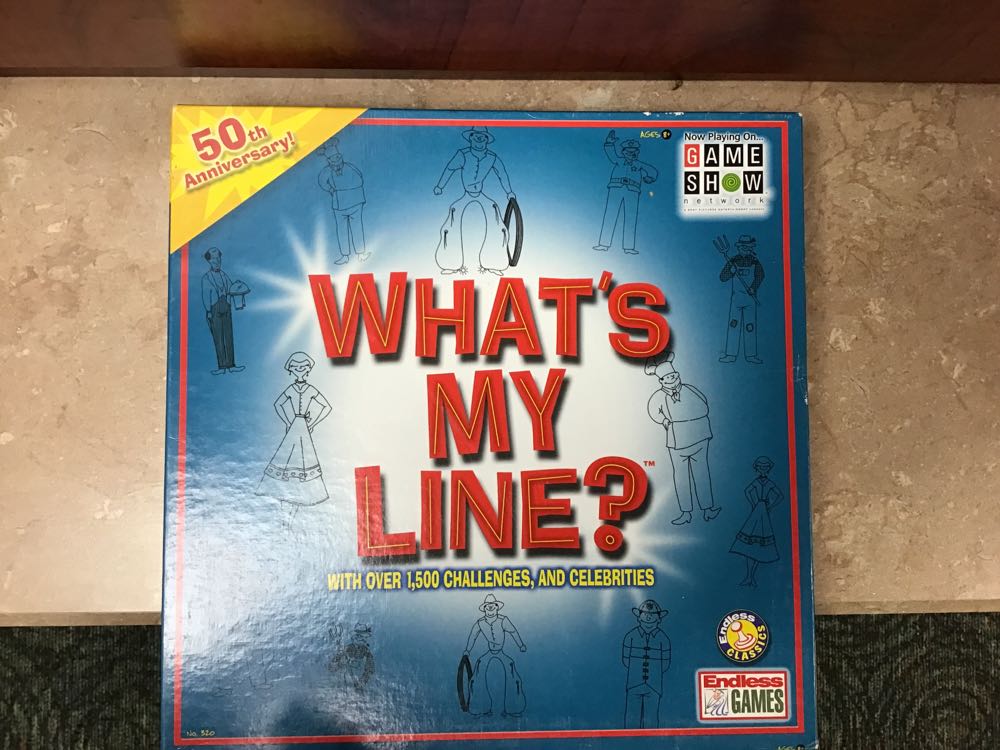 50th
Anniversary!
AGES 8+
Now Playing On...
GAME
SHOW
network
WHAT'S
MY
LINE?™
WITH OVER 1,500 CHALLENGES, AND CELEBRITIES
Endless
CLASSICS
Endless
GAMES
No. 320
AGES